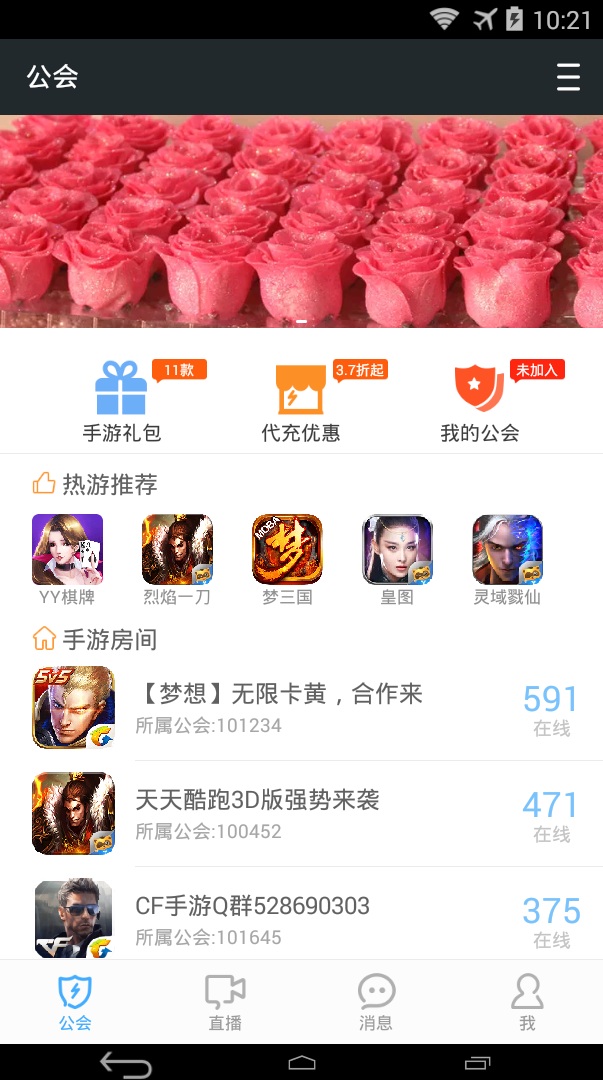 10:21
公会
11款
3.7折起
未加入
手游礼包
代充优惠
我的公会
热游推荐
MOBA
梦
YY棋牌
烈焰一刀
梦三国
皇图
灵域戮仙
手游房间
5V5
【梦想】无限卡黄，合作来
591
所属公会:101234
在线
天天酷跑3D版强势来袭
471
所属公会:100452
在线
CF
CF手游Q群528690303
375
所属公会:101645
在线
公会
直播
消息
我